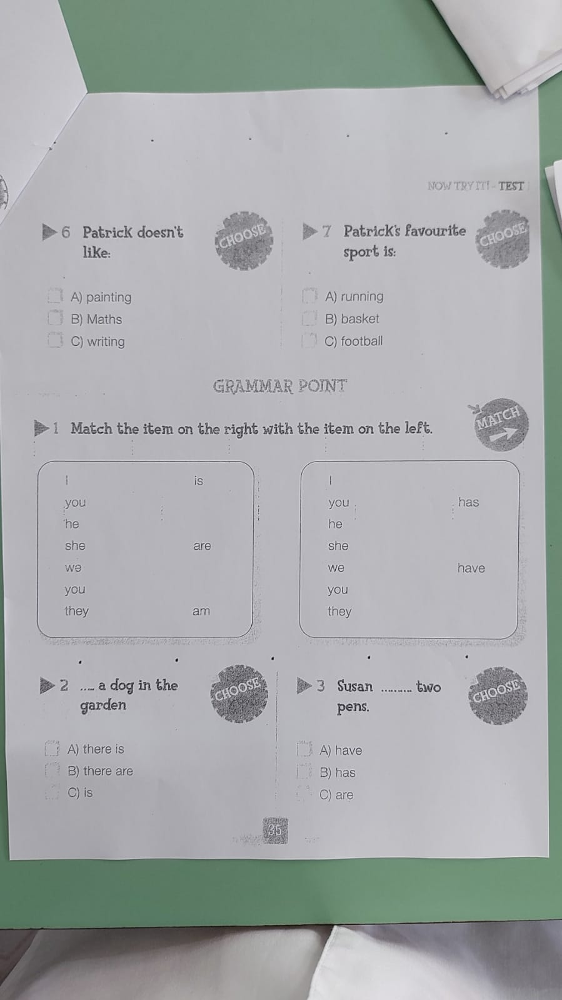 NOW TRY IT! - TEST
6 Patrick doesn't
like:
CHOOSE
A) painting
B) Maths
C) writing
7 Patrick's favourite
sport is:
CHOOSE
A) running
B) basket
C) football
GRAMMAR POINT
1 Match the item on the right with the item on the left.
MATCH
I is
you
he
she are
we
you
they am
I
you has
he
she
we have
you
they
2 ..... a dog in the
garden
CHOOSE
A) there is
B) there are
C) is
3 Susan .......... two
pens.
CHOOSE
A) have
B) has
C) are
35